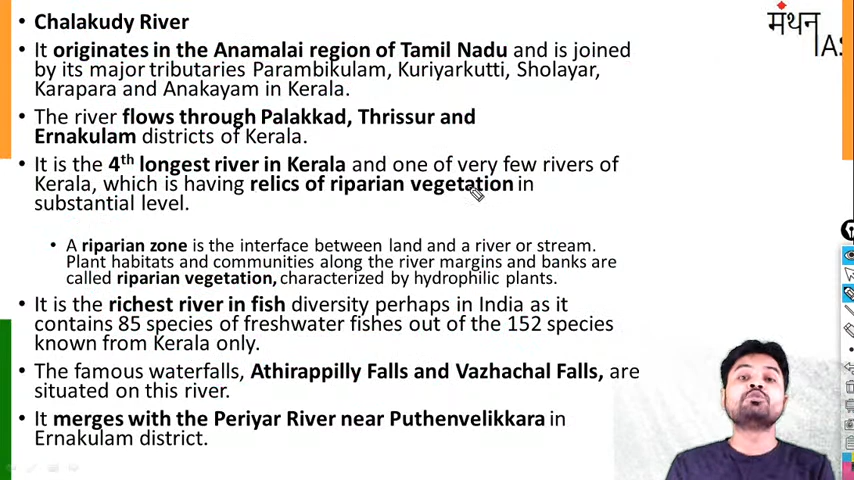 मंथन
IAS
• Chalakudy River
• It originates in the Anamalai region of Tamil Nadu and is joined
by its major tributaries Parambikulam, Kuriyarkutti, Sholayar,
Karapara and Anakayam in Kerala.
• The river flows through Palakkad, Thrissur and
Ernakulam districts of Kerala.
• It is the 4th longest river in Kerala and one of very few rivers of
Kerala, which is having relics of riparian vegetation in
substantial level.
• A riparian zone is the interface between land and a river or stream.
Plant habitats and communities along the river margins and banks are
called riparian vegetation, characterized by hydrophilic plants.
• It is the richest river in fish diversity perhaps in India as it
contains 85 species of freshwater fishes out of the 152 species
known from Kerala only.
• The famous waterfalls, Athirappilly Falls and Vazhachal Falls, are
situated on this river.
• It merges with the Periyar River near Puthenvelikkara in
Ernakulam district.